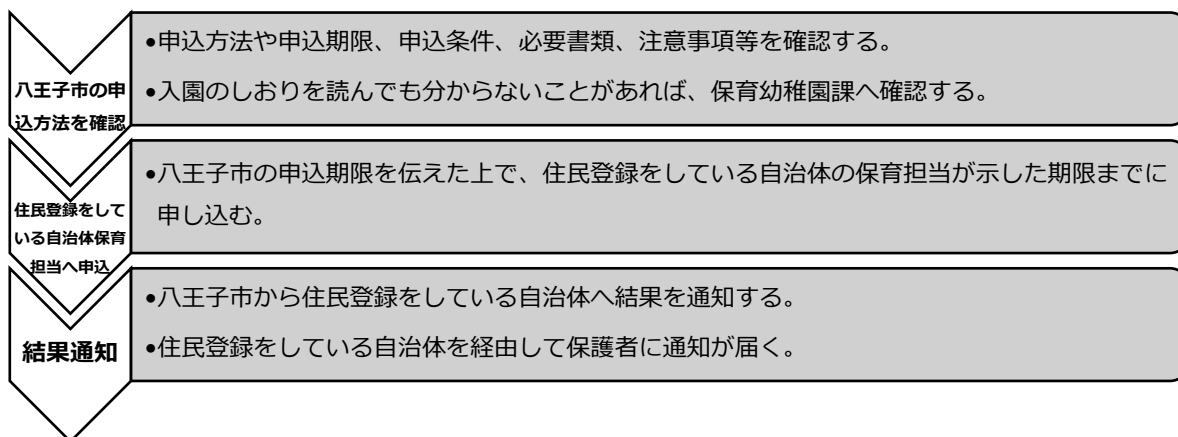 八王子市の申
込方法を確認
•申込方法や申込期限、申込条件、必要書類、注意事項等を確認する。
•入園のしおりを読んでも分からないことがあれば、保育幼稚園課へ確認する。
住民登録をして
いる自治体保育
担当へ申込
•八王子市の申込期限を伝えた上で、住民登録をしている自治体の保育担当が示した期限までに
申し込む。
結果通知
•八王子市から住民登録をしている自治体へ結果を通知する。
•住民登録をしている自治体を経由して保護者に通知が届く。